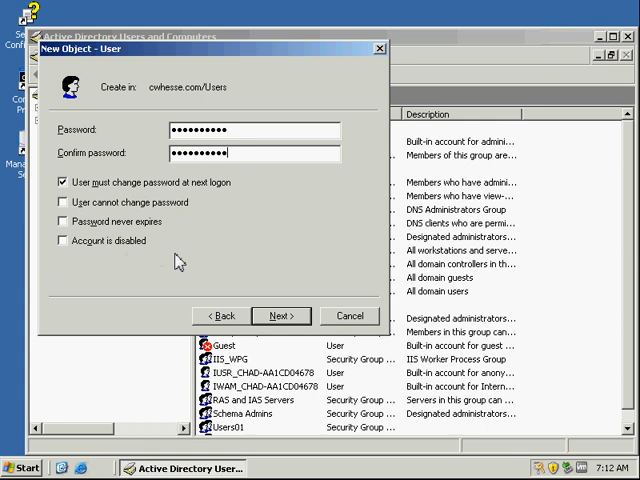 Active Directory Users and Computers
New Object - User
Create in: cwhesse.com/Users
Password:
Confirm password:
User must change password at next logon
User cannot change password
Password never expires
Account is disabled
< Back
Next >
Cancel
Description
Built-in account for admini...
Members of this group are...
Members who have admin...
Members who have view-...
DNS Administrators Group
DNS clients who are permi...
Designated administrators...
All workstations and serve...
All domain controllers in th...
All domain guests
All domain users
Designated administrators...
Members in this group can...
Guest User Built-in account for guest ...
IIS_WPG Security Group ... IIS Worker Process Group
IUSR_CHAD-AA1CD04678 User Built-in account for anony...
IWAM_CHAD-AA1CD04678 User Built-in account for Intern...
RAS and IAS Servers Security Group ... Servers in this group can ...
Schema Admins Security Group ... Designated administrators...
Users01 Security Group ...
Start
Active Directory User...
7:12 AM